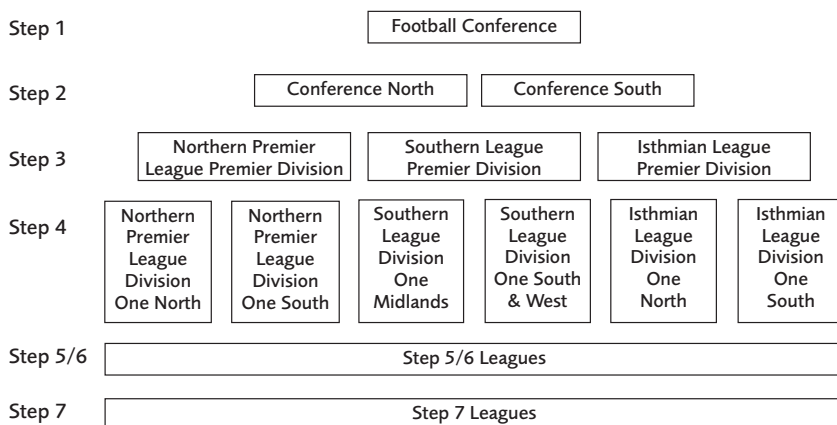 Step 1
Football Conference
Step 2
Conference North
Conference South
Step 3
Northern Premier
League Premier Division
Southern League
Premier Division
Isthmian League
Premier Division
Step 4
Northern
Premier
League
Division
One North
Northern
Premier
League
Division
One South
Southern
League
Division
One
Midlands
Southern
League
Division
One South
& West
Isthmian
League
Division
One
North
Isthmian
League
Division
One
South
Step 5/6
Step 5/6 Leagues
Step 7
Step 7 Leagues